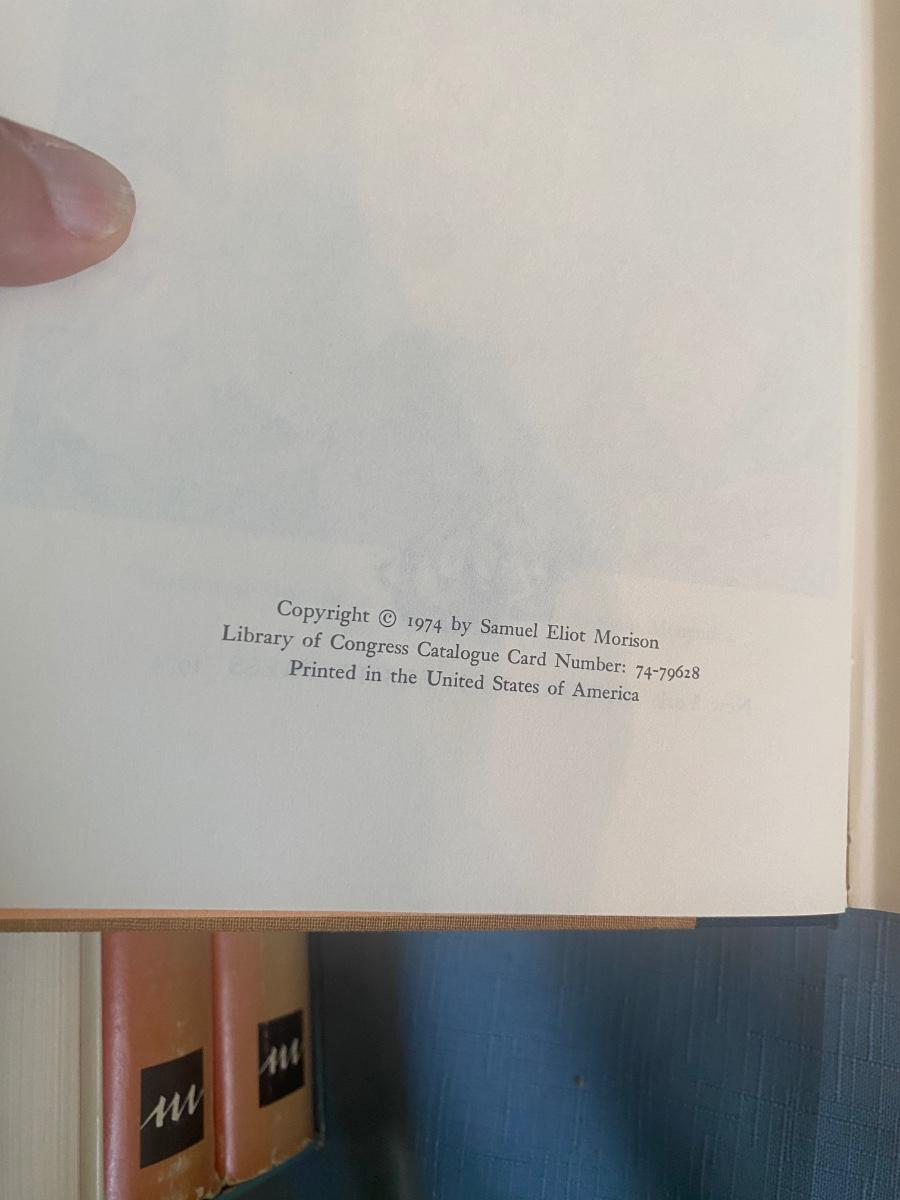 Copyright © 1974 by Samuel Eliot Morison
Library of Congress Catalogue Card Number: 74-79628
Printed in the United States of America
m
m